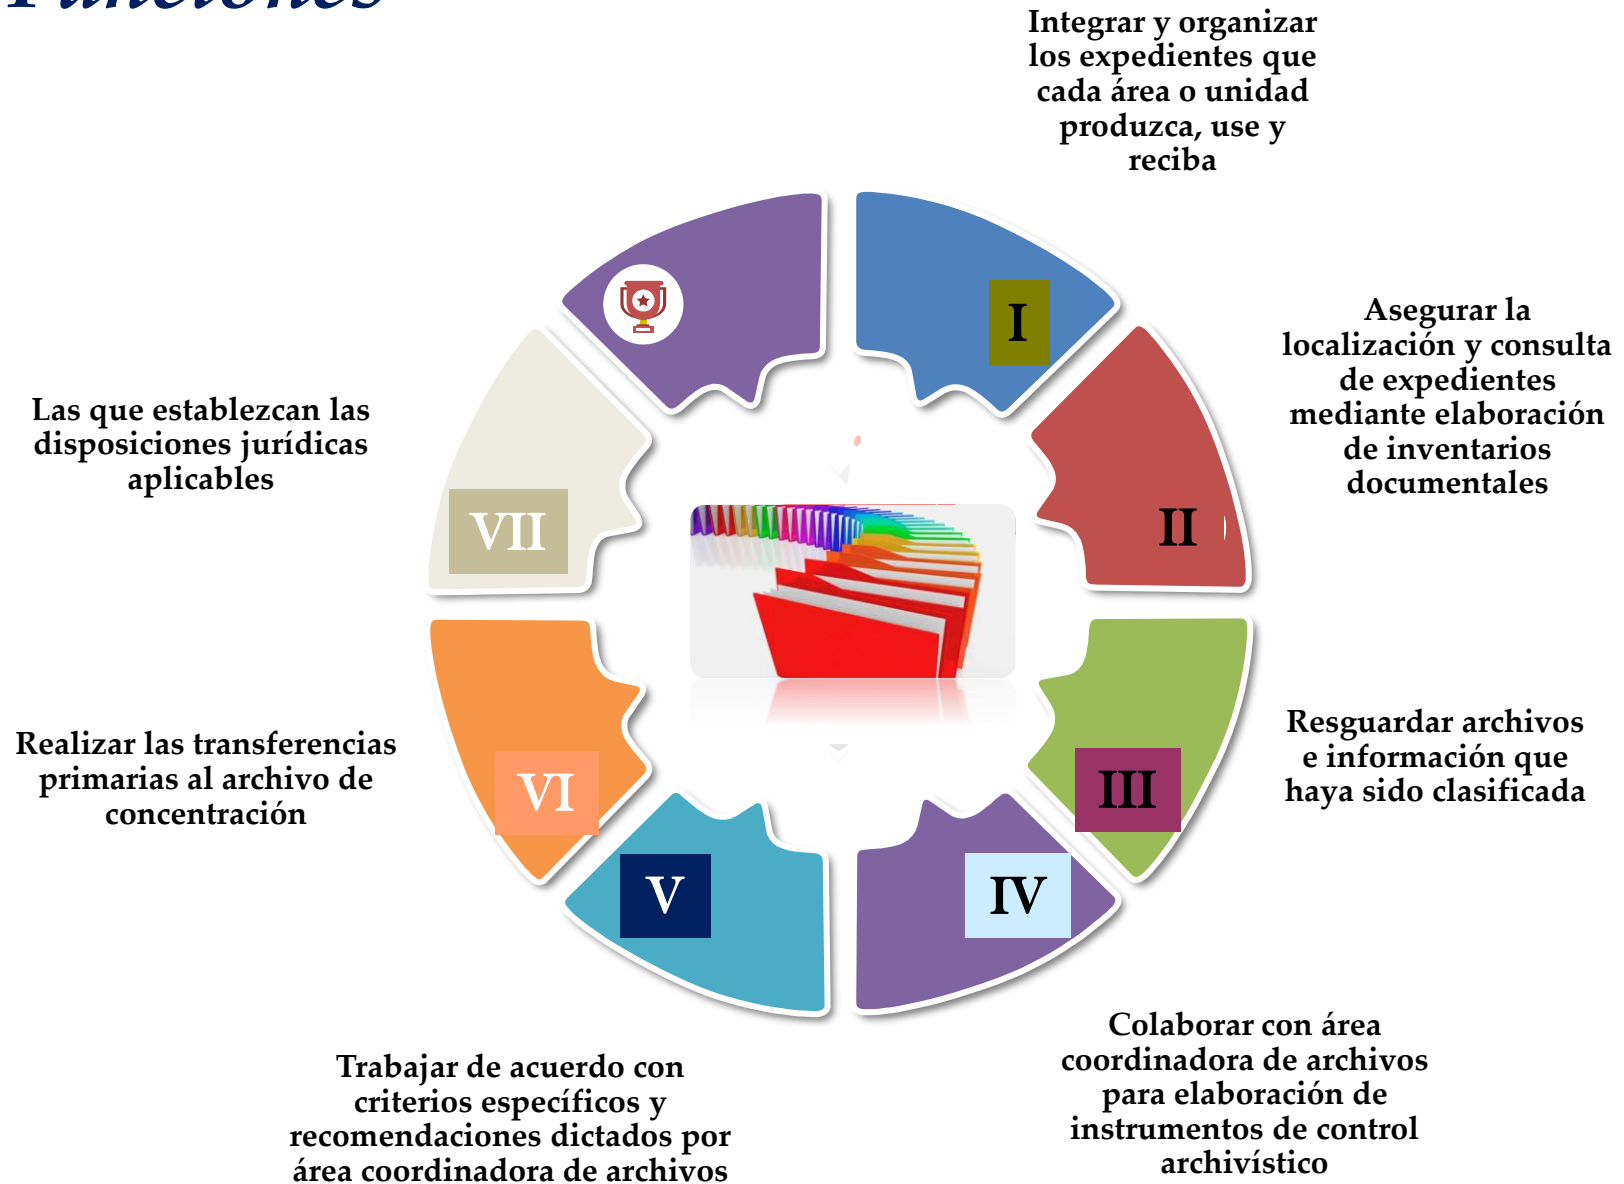 Funciones
Integrar y organizar
los expedientes que
cada área o unidad
produzca, use y
reciba
I
Asegurar la
localización y consulta
de expedientes
mediante elaboración
de inventarios
documentales
II
Resguardar archivos
e información que
haya sido clasificada
III
Colaborar con área
coordinadora de archivos
para elaboración de
instrumentos de control
archivístico
IV
Trabajar de acuerdo con
criterios específicos y
recomendaciones dictados por
área coordinadora de archivos
V
Realizar las transferencias
primarias al archivo de
concentración
VI
Las que establezcan las
disposiciones jurídicas
aplicables
VII